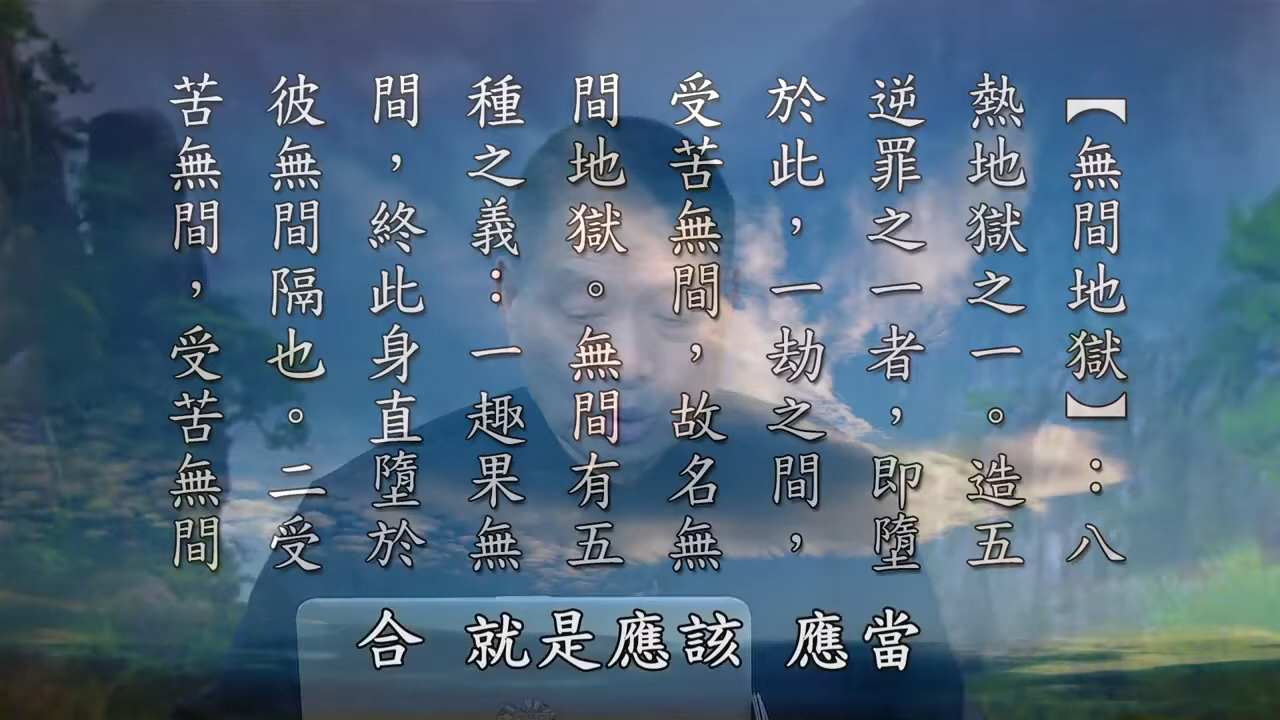 【無間地獄】：八
熱地獄之一。造五
逆罪之一者，即墮
於此，一劫之間，
受苦無間，故名無
間地獄。無間有五
種之義：一趣果無
間，終此身直墮於
彼無間隔也。二受
苦無間，受苦無間
合 就是應該 應當